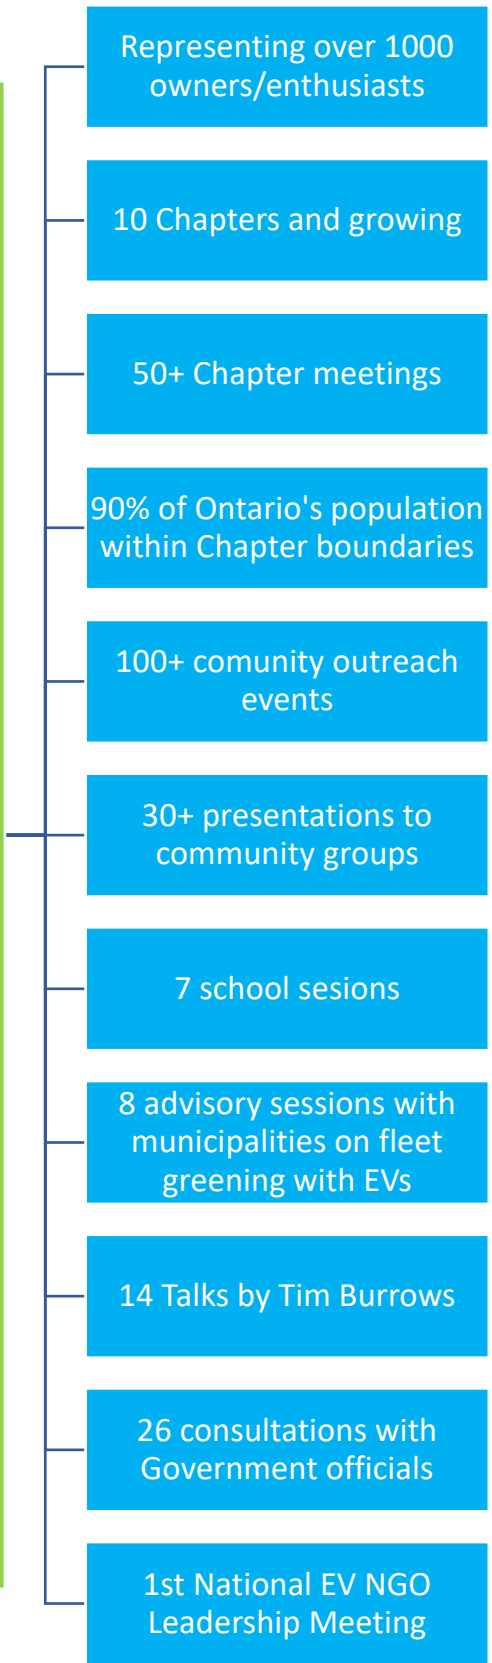 Representing over 1000
owners/enthusiasts
10 Chapters and growing
50+ Chapter meetings
90% of Ontario's population
within Chapter boundaries
100+ comunity outreach
events
30+ presentations to
community groups
7 school sesions
8 advisory sessions with
municipalities on fleet
greening with EVs
14 Talks by Tim Burrows
26 consultations with
Government officials
1st National EV NGO
Leadership Meeting